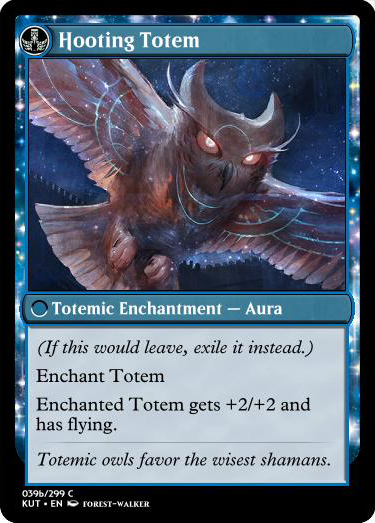 Hooting Totem
Totemic Enchantment — Aura
(If this would leave, exile it instead.)
Enchant Totem
Enchanted Totem gets +2/+2 and
has flying.
Totemic owls favor the wisest shamans.
039b/299 C
KUT • EN FOREST-WALKER